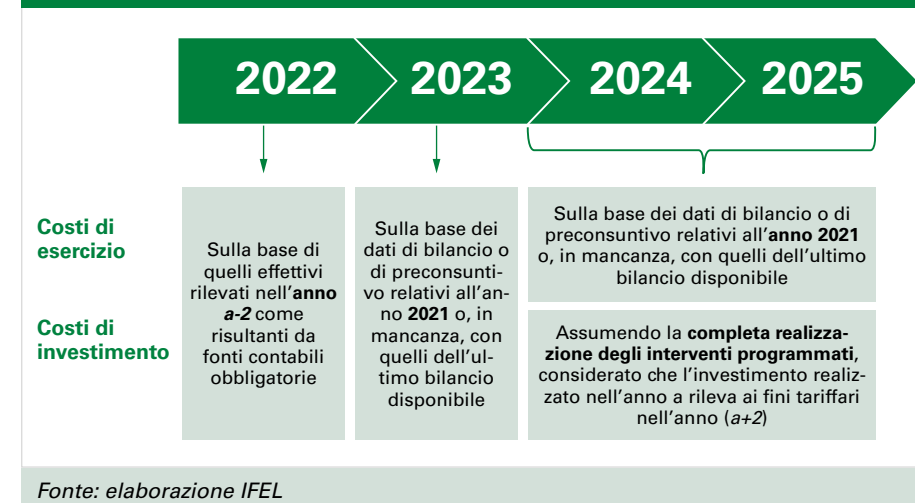 2022
2023
2024
2025
Costi di
esercizio
Costi di
investimento
Sulla base di
quelli effettivi
rilevati nell'anno
a-2 come
risultanti da
fonti contabili
obbligatorie
Sulla base dei
dati di bilancio o
di preconsunti-
vo relativi all'an-
no 2021 o, in
mancanza, con
quelli dell'ul-
timo bilancio
disponibile
Sulla base dei dati di bilancio o di
preconsuntivo relativi all'anno 2021
o, in mancanza, con quelli dell'ultimo
bilancio disponibile
Assumendo la completa realizza-
zione degli interventi programmati,
considerato che l'investimento realiz-
zato nell'anno a rileva ai fini tariffari
nell'anno (a+2)
Fonte: elaborazione IFEL